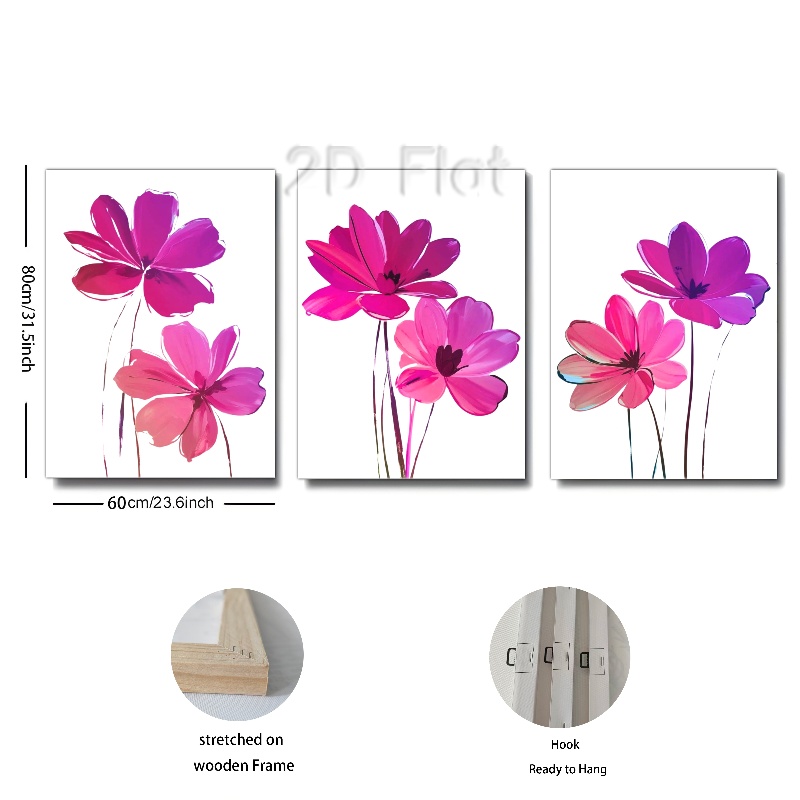 2D Flat
80cm/31.5inch
60cm/23.6inch
stretched on
wooden Frame
Hook
Ready to Hang